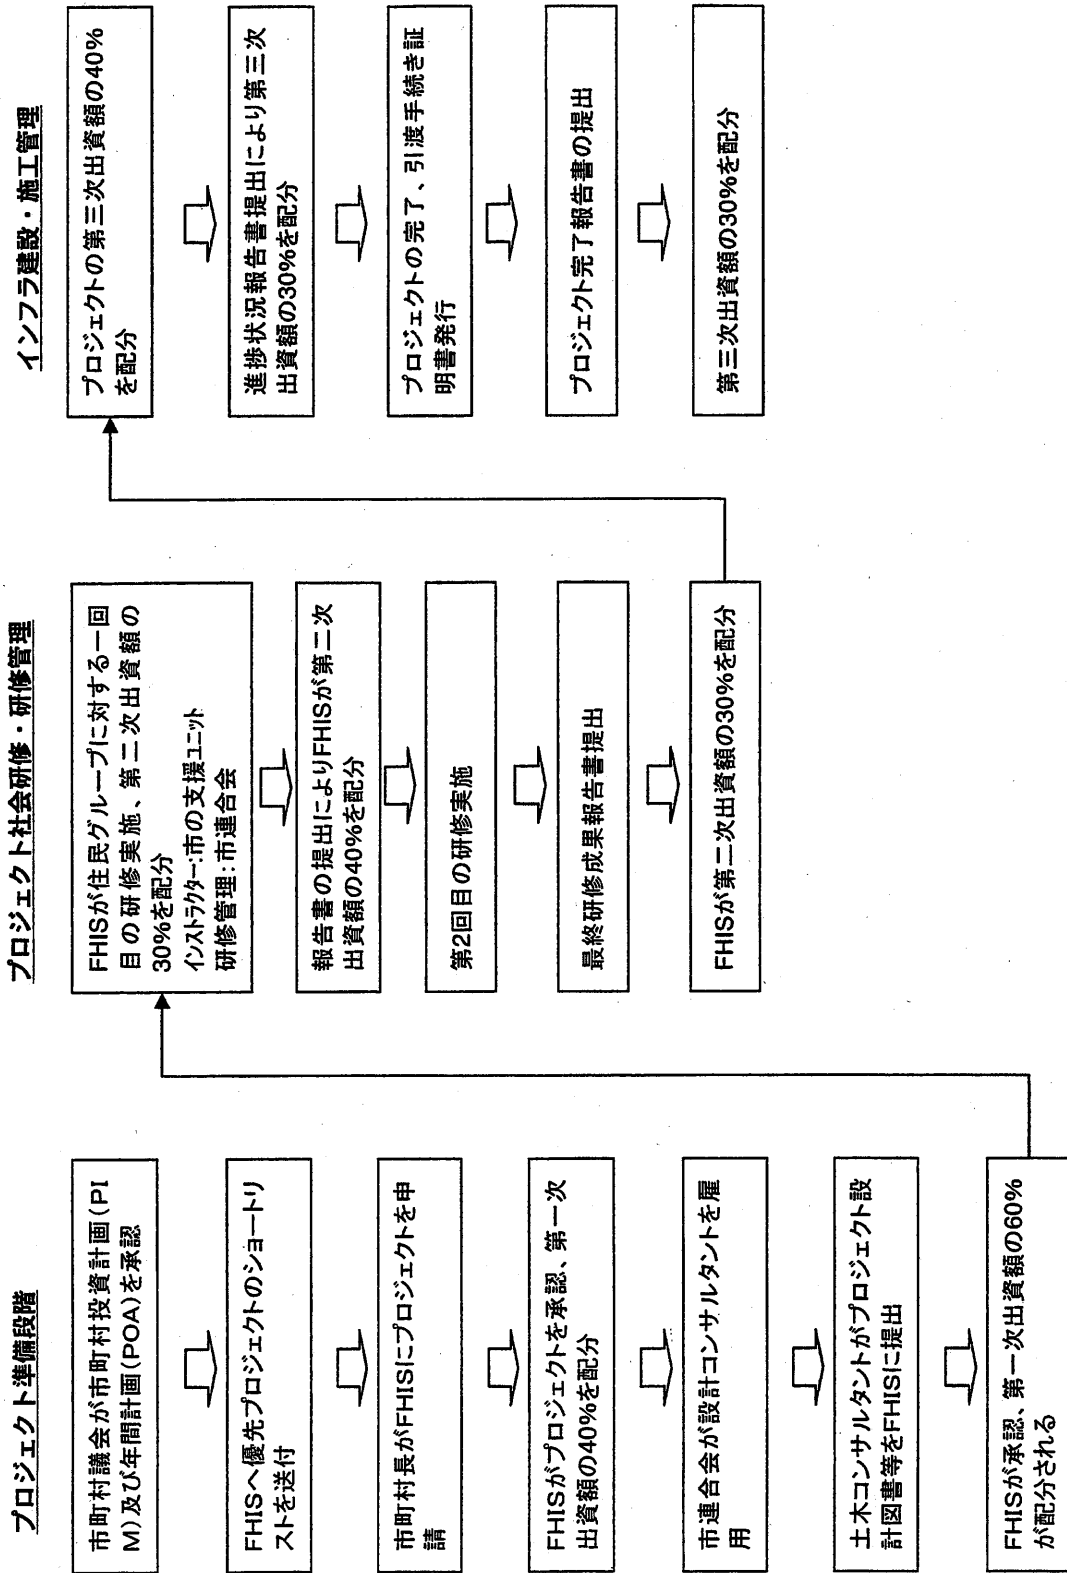 プロジェクト準備段階
市町村議会が市町村投資計画(PI
M)及び年間計画(POA)を承認
FHISへ優先プロジェクトのショートリ
ストを送付
市町村長がFHISにプロジェクトを申
請
FHISがプロジェクトを承認、第一次
出資額の40%を配分
市連合会が設計コンサルタントを雇
用
土木コンサルタントがプロジェクト設
計図書等をFHISに提出
FHISが承認、第一次出資額の60%
が配分される
プロジェクト社会研修・研修管理
FHISが住民グループに対する一回
目の研修実施、第二次出資額の
30%を配分
インストラクター:市の支援ユニット
研修管理:市連合会
報告書の提出によりFHISが第二次
出資額の40%を配分
第2回目の研修実施
最終研修成果報告書提出
FHISが第二次出資額の30%を配分
インフラ建設・施工管理
プロジェクトの第三次出資額の40%
を配分
進捗状況報告書提出により第三次
出資額の30%を配分
プロジェクトの完了、引渡手続き証
明書発行
プロジェクト完了報告書の提出
第三次出資額の30%を配分